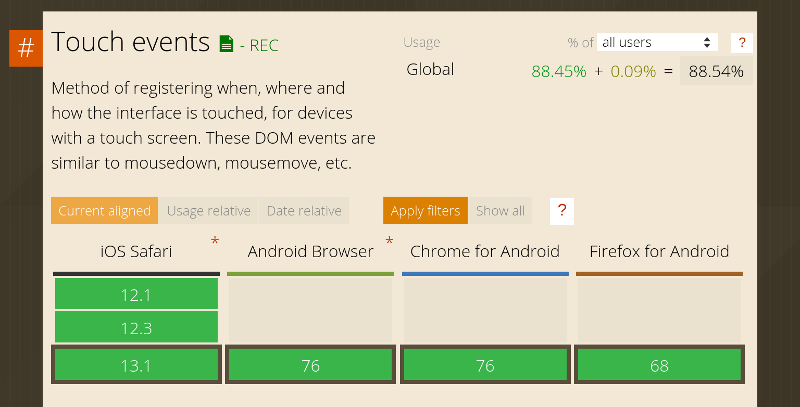 #
Touch events - REC
Method of registering when, where and
how the interface is touched, for devices
with a touch screen. These DOM events are
similar to mousedown, mousemove, etc.
Usage % of all users ?
Global 88.45% + 0.09% = 88.54%
Current aligned Usage relative Date relative Apply filters Show all ?
iOS Safari * Android Browser * Chrome for Android Firefox for Android
12.1
12.3
13.1 76 76 68